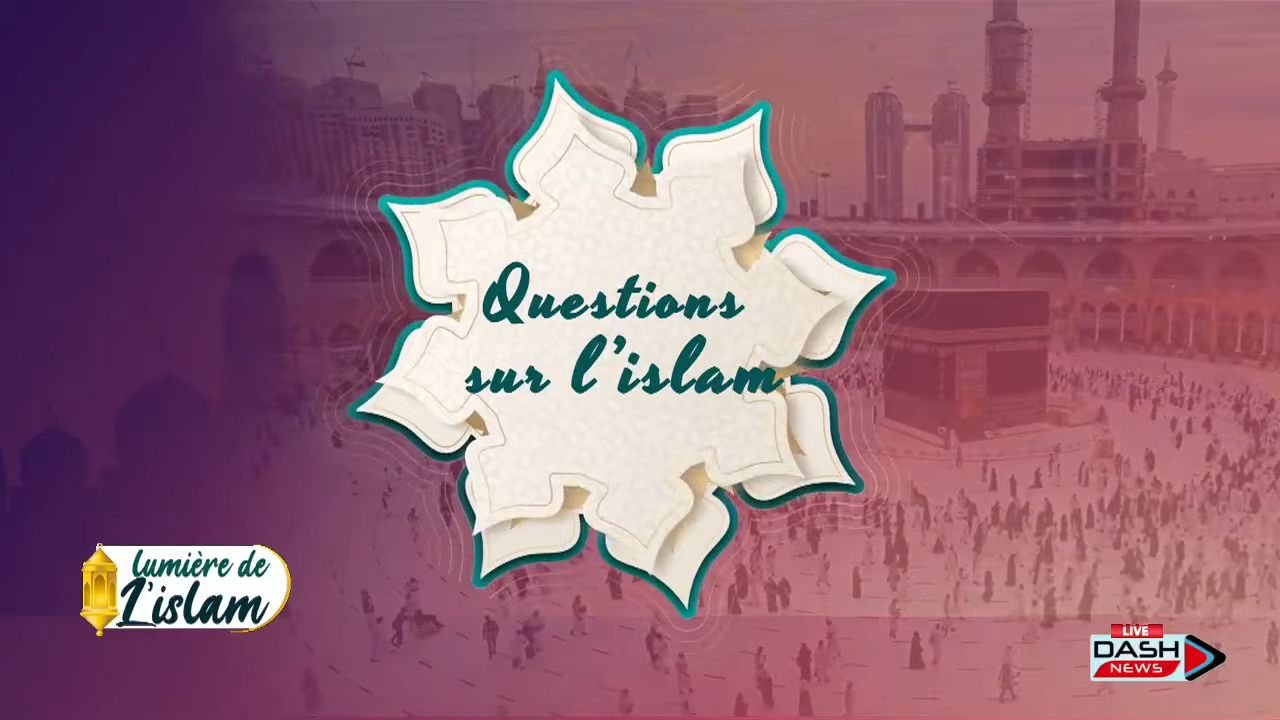 Questions
sur l'islam
lumière de
L'islam
LIVE
DASH
NEWS